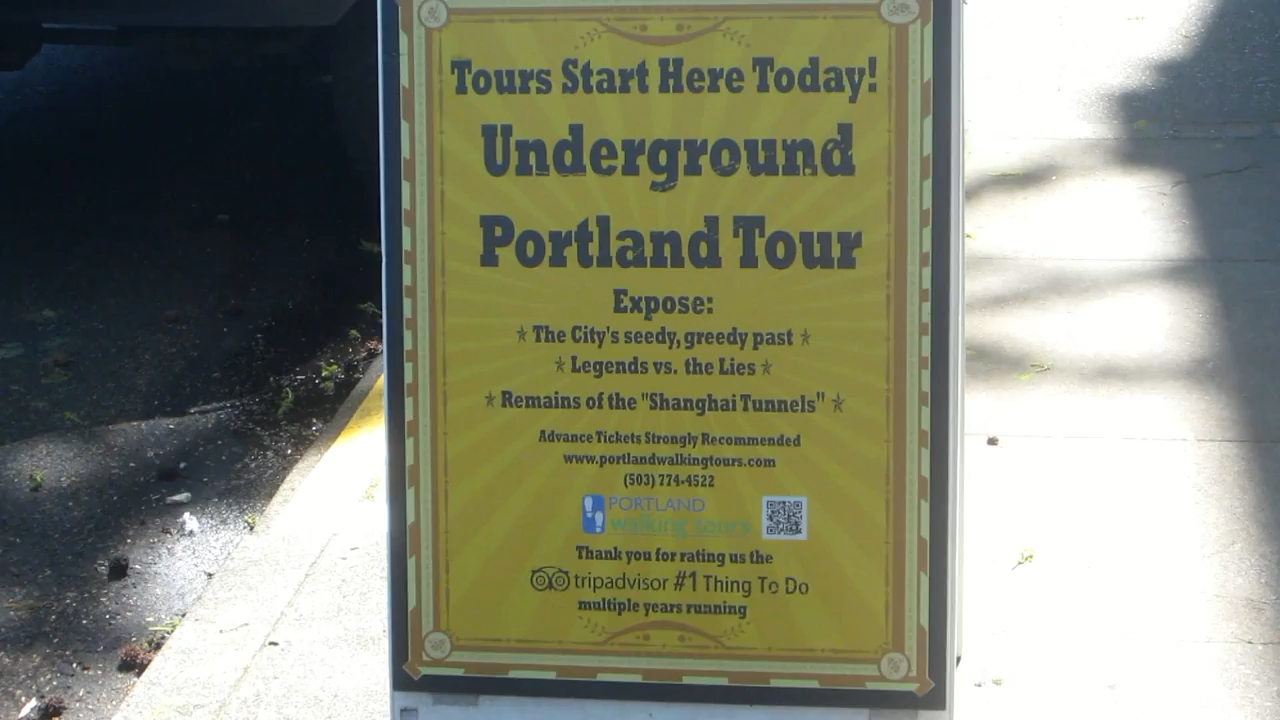 Tours Start Here Today!
Underground
Portland Tour
Expose:
The City's seedy, greedy past
Legends vs. the Lies
Remains of the "Shanghai Tunnels"
Advance Tickets Strongly Recommended
www.portlandwalkingtours.com
(503) 774-4522
PORTLAND
walking tours
Thank you for rating us the
tripadvisor #1 Thing To Do
multiple years running